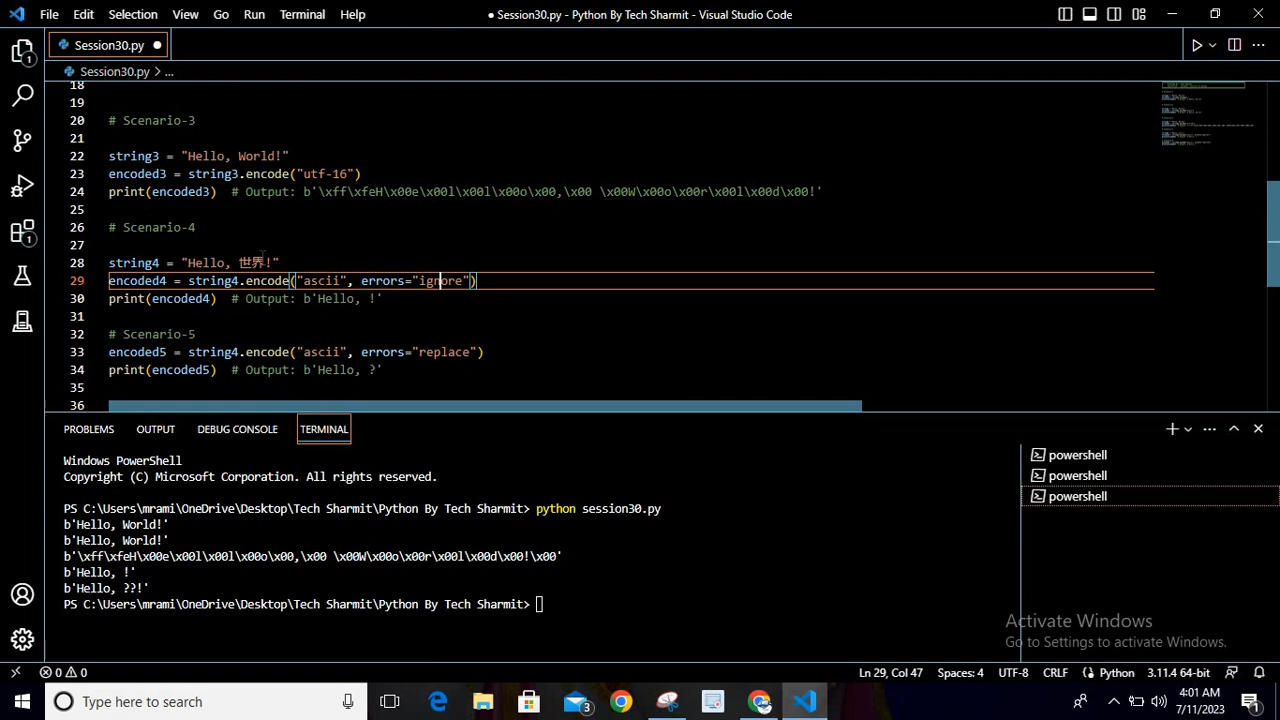 File Edit Selection View Go Run Terminal Help
● Session30.py - Python By Tech Sharmit - Visual Studio Code
Session30.py
Session30.py > ...
18
19
20 # Scenario-3
21
22 string3 = "Hello, World!"
23 encoded3 = string3.encode("utf-16")
24 print(encoded3)  # Output: b'\xff\xfeH\x00e\x00l\x00l\x00o\x00,\x00 \x00W\x00o\x00r\x00l\x00d\x00!'
25
26 # Scenario-4
27
28 string4 = "Hello, 世界!"
29 encoded4 = string4.encode("ascii", errors="ignore")
30 print(encoded4)  # Output: b'Hello, !'
31
32 # Scenario-5
33 encoded5 = string4.encode("ascii", errors="replace")
34 print(encoded5)  # Output: b'Hello, ?'
35
36
PROBLEMS OUTPUT DEBUG CONSOLE TERMINAL
Windows PowerShell
Copyright (C) Microsoft Corporation. All rights reserved.
PS C:\Users\mrami\OneDrive\Desktop\Tech Sharmit\Python By Tech Sharmit> python session30.py
b'Hello, World!'
b'Hello, World!'
b'\xff\xfeH\x00e\x00l\x00l\x00o\x00,\x00 \x00W\x00o\x00r\x00l\x00d\x00!\x00'
b'Hello, !'
b'Hello, ??!'
PS C:\Users\mrami\OneDrive\Desktop\Tech Sharmit\Python By Tech Sharmit>
powershell
powershell
powershell
Activate Windows
Go to Settings to activate Windows.
0 0 Ln 29, Col 47 Spaces: 4 UTF-8 CRLF Python 3.11.4 64-bit
Type here to search
3
4:01 AM
7/11/2023
1
1
1